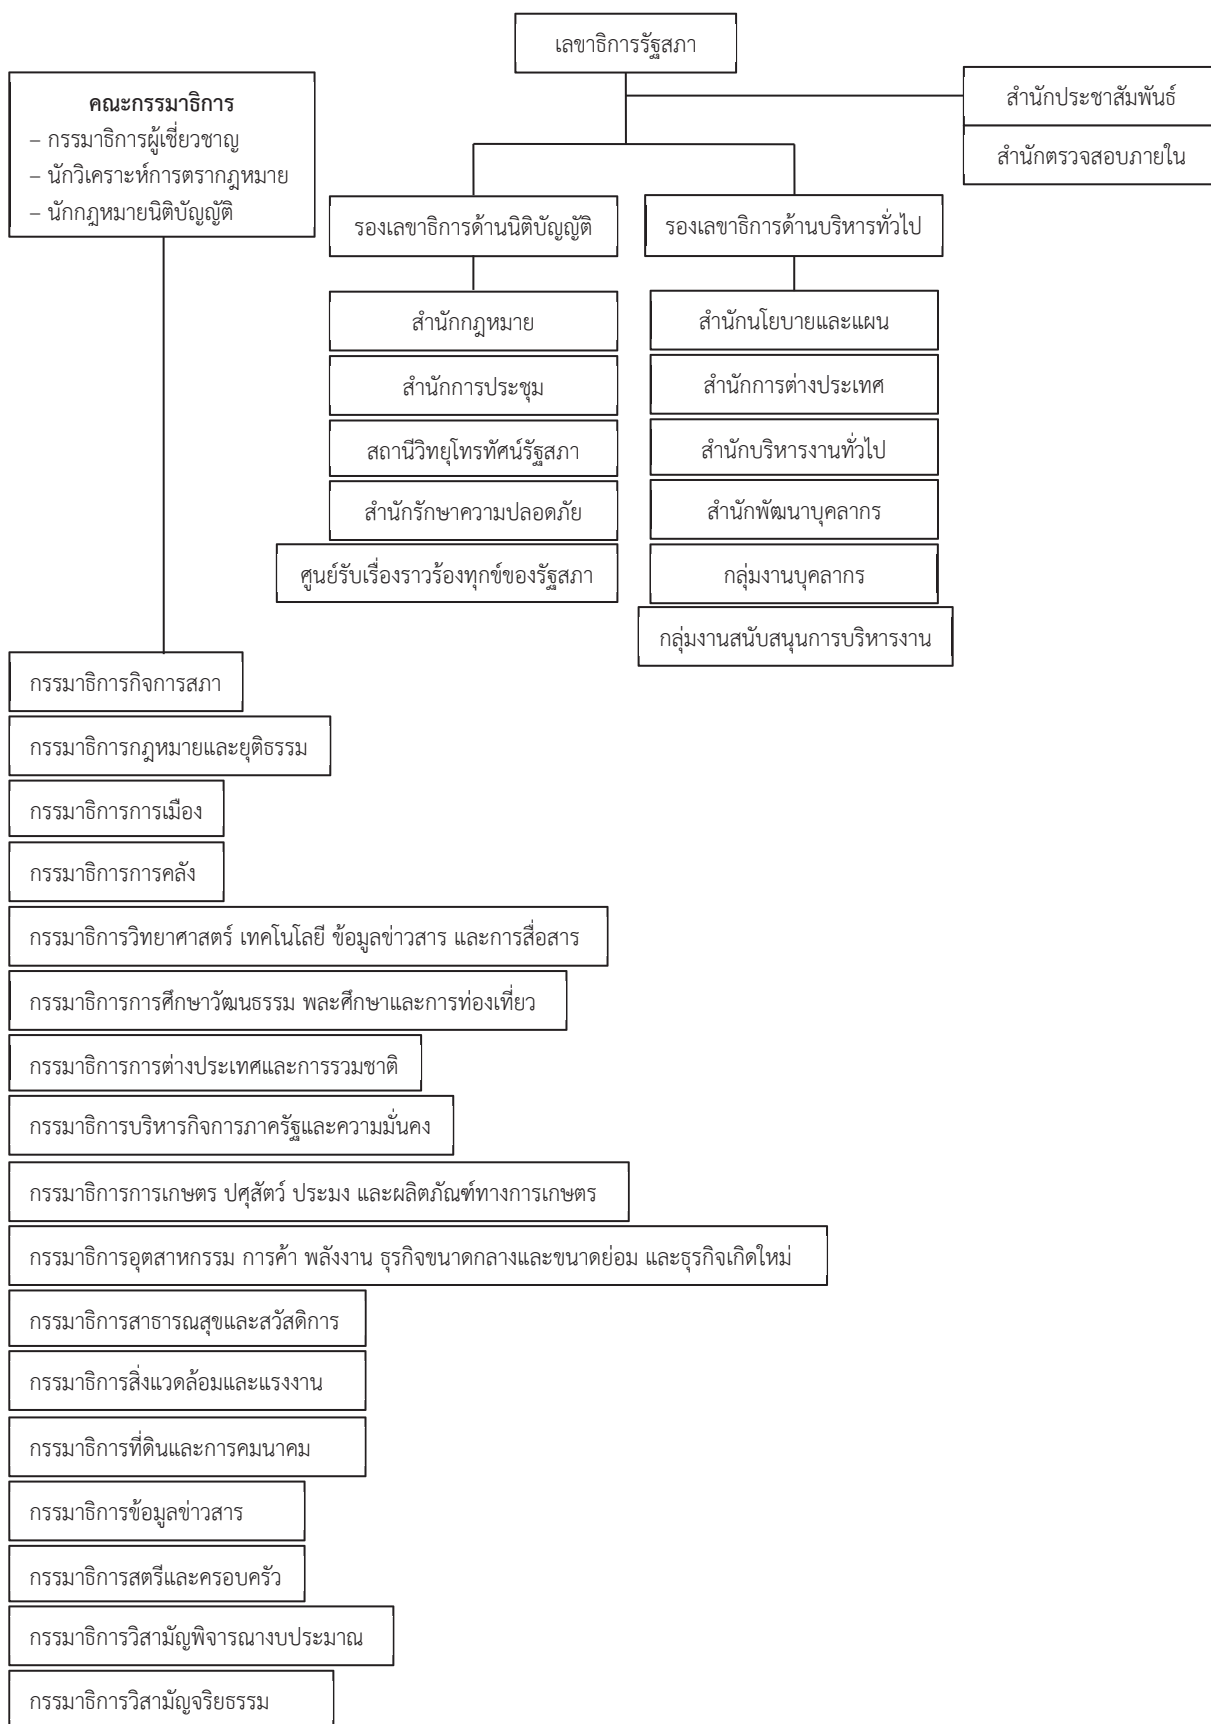 เลขาธิการรัฐสภา
สำนักประชาสัมพันธ์
สำนักตรวจสอบภายใน
คณะกรรมาธิการ
– กรรมาธิการผู้เชี่ยวชาญ
– นักวิเคราะห์การตรากฎหมาย
– นักกฎหมายนิติบัญญัติ
รองเลขาธิการด้านนิติบัญญัติ
สำนักกฎหมาย
สำนักการประชุม
สถานีวิทยุโทรทัศน์รัฐสภา
สำนักรักษาความปลอดภัย
ศูนย์รับเรื่องราวร้องทุกข์ของรัฐสภา
รองเลขาธิการด้านบริหารทั่วไป
สำนักนโยบายและแผน
สำนักการต่างประเทศ
สำนักบริหารงานทั่วไป
สำนักพัฒนาบุคลากร
กลุ่มงานบุคลากร
กลุ่มงานสนับสนุนการบริหารงาน
กรรมาธิการกิจการสภา
กรรมาธิการกฎหมายและยุติธรรม
กรรมาธิการการเมือง
กรรมาธิการการคลัง
กรรมาธิการวิทยาศาสตร์ เทคโนโลยี ข้อมูลข่าวสาร และการสื่อสาร
กรรมาธิการการศึกษาวัฒนธรรม พละศึกษาและการท่องเที่ยว
กรรมาธิการการต่างประเทศและการรวมชาติ
กรรมาธิการบริหารกิจการภาครัฐและความมั่นคง
กรรมาธิการการเกษตร ปศุสัตว์ ประมง และผลิตภัณฑ์ทางการเกษตร
กรรมาธิการอุตสาหกรรม การค้า พลังงาน ธุรกิจขนาดกลางและขนาดย่อม และธุรกิจเกิดใหม่
กรรมาธิการสาธารณสุขและสวัสดิการ
กรรมาธิการสิ่งแวดล้อมและแรงงาน
กรรมาธิการที่ดินและการคมนาคม
กรรมาธิการข้อมูลข่าวสาร
กรรมาธิการสตรีและครอบครัว
กรรมาธิการวิสามัญพิจารณางบประมาณ
กรรมาธิการวิสามัญจริยธรรม